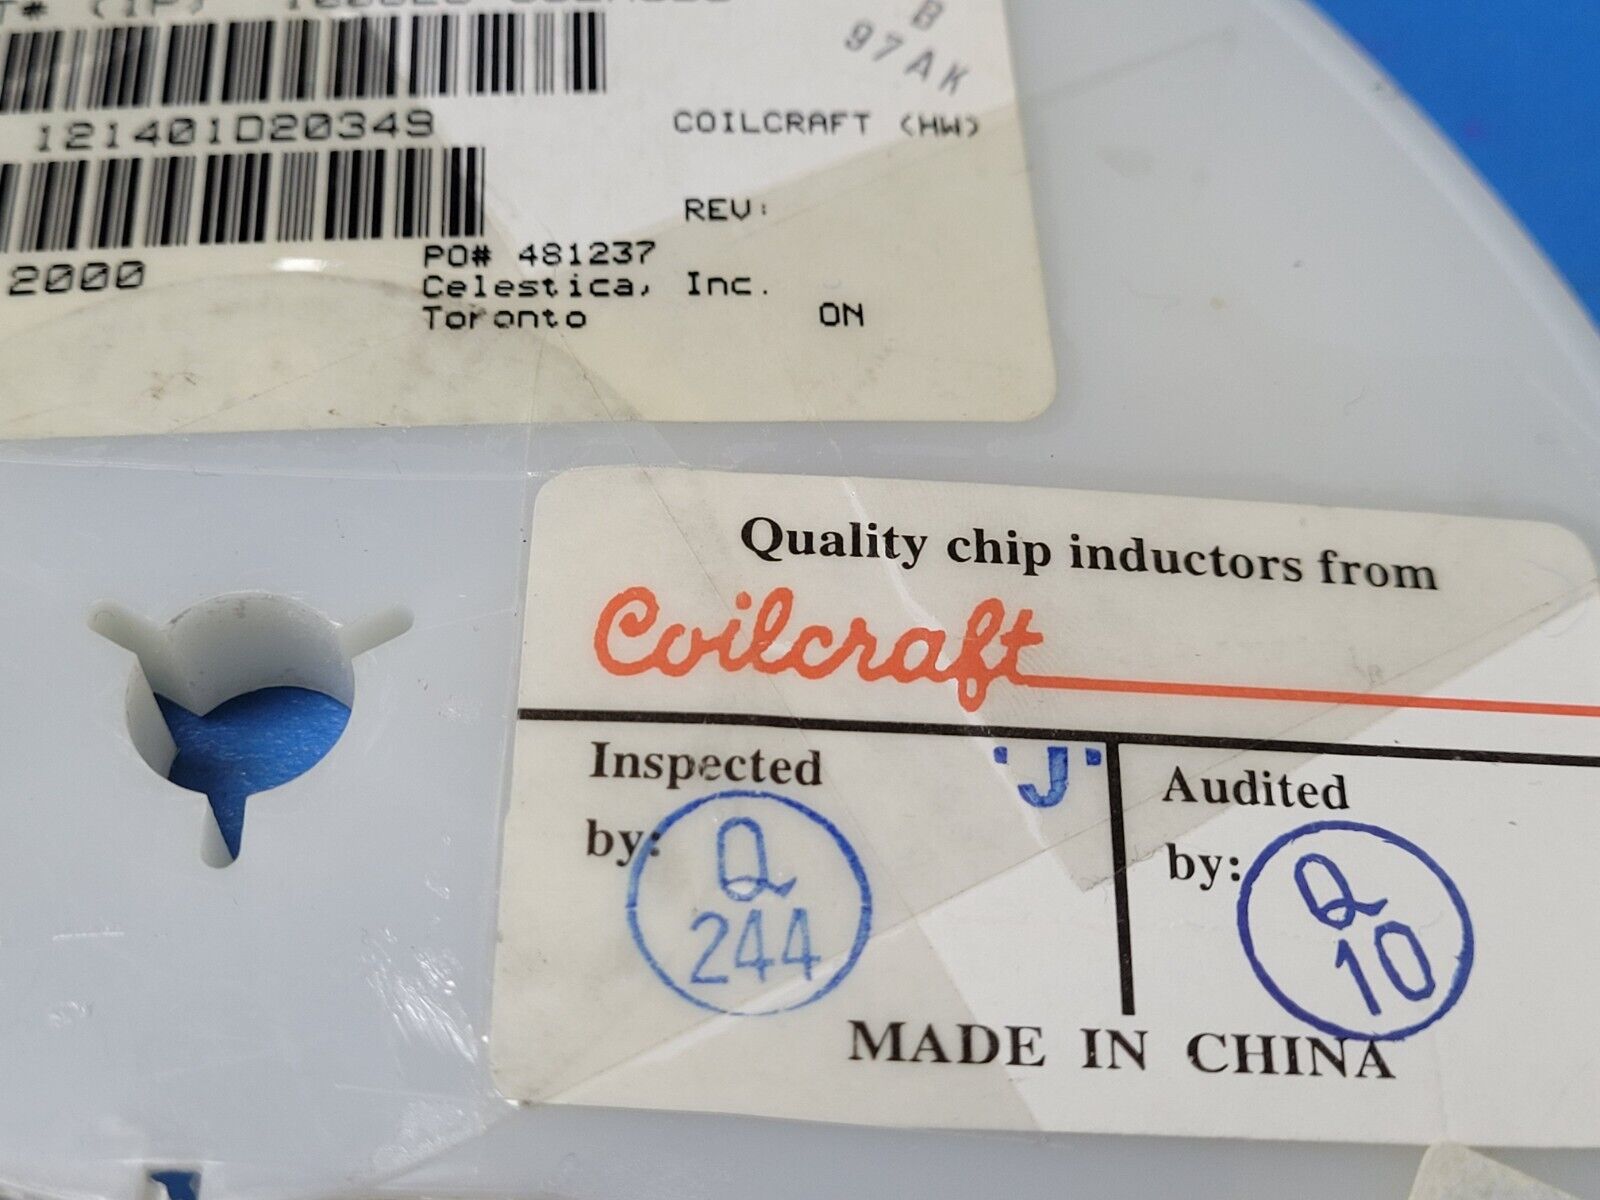 B
97AK
121401D20349
COILCRAFT (HW)
REV:
2000
PO# 481237
Celestica, Inc.
Toronto ON
Quality chip inductors from
Coilcraft
Inspected by:
"J"
Q
244
Audited by:
Q
10
MADE IN CHINA